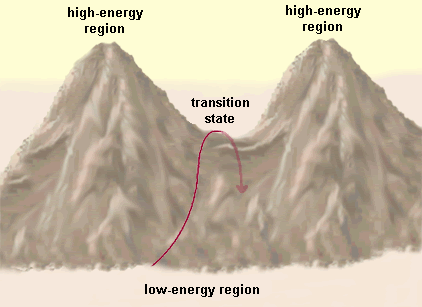 high-energy
region
high-energy
region
transition
state
low-energy region